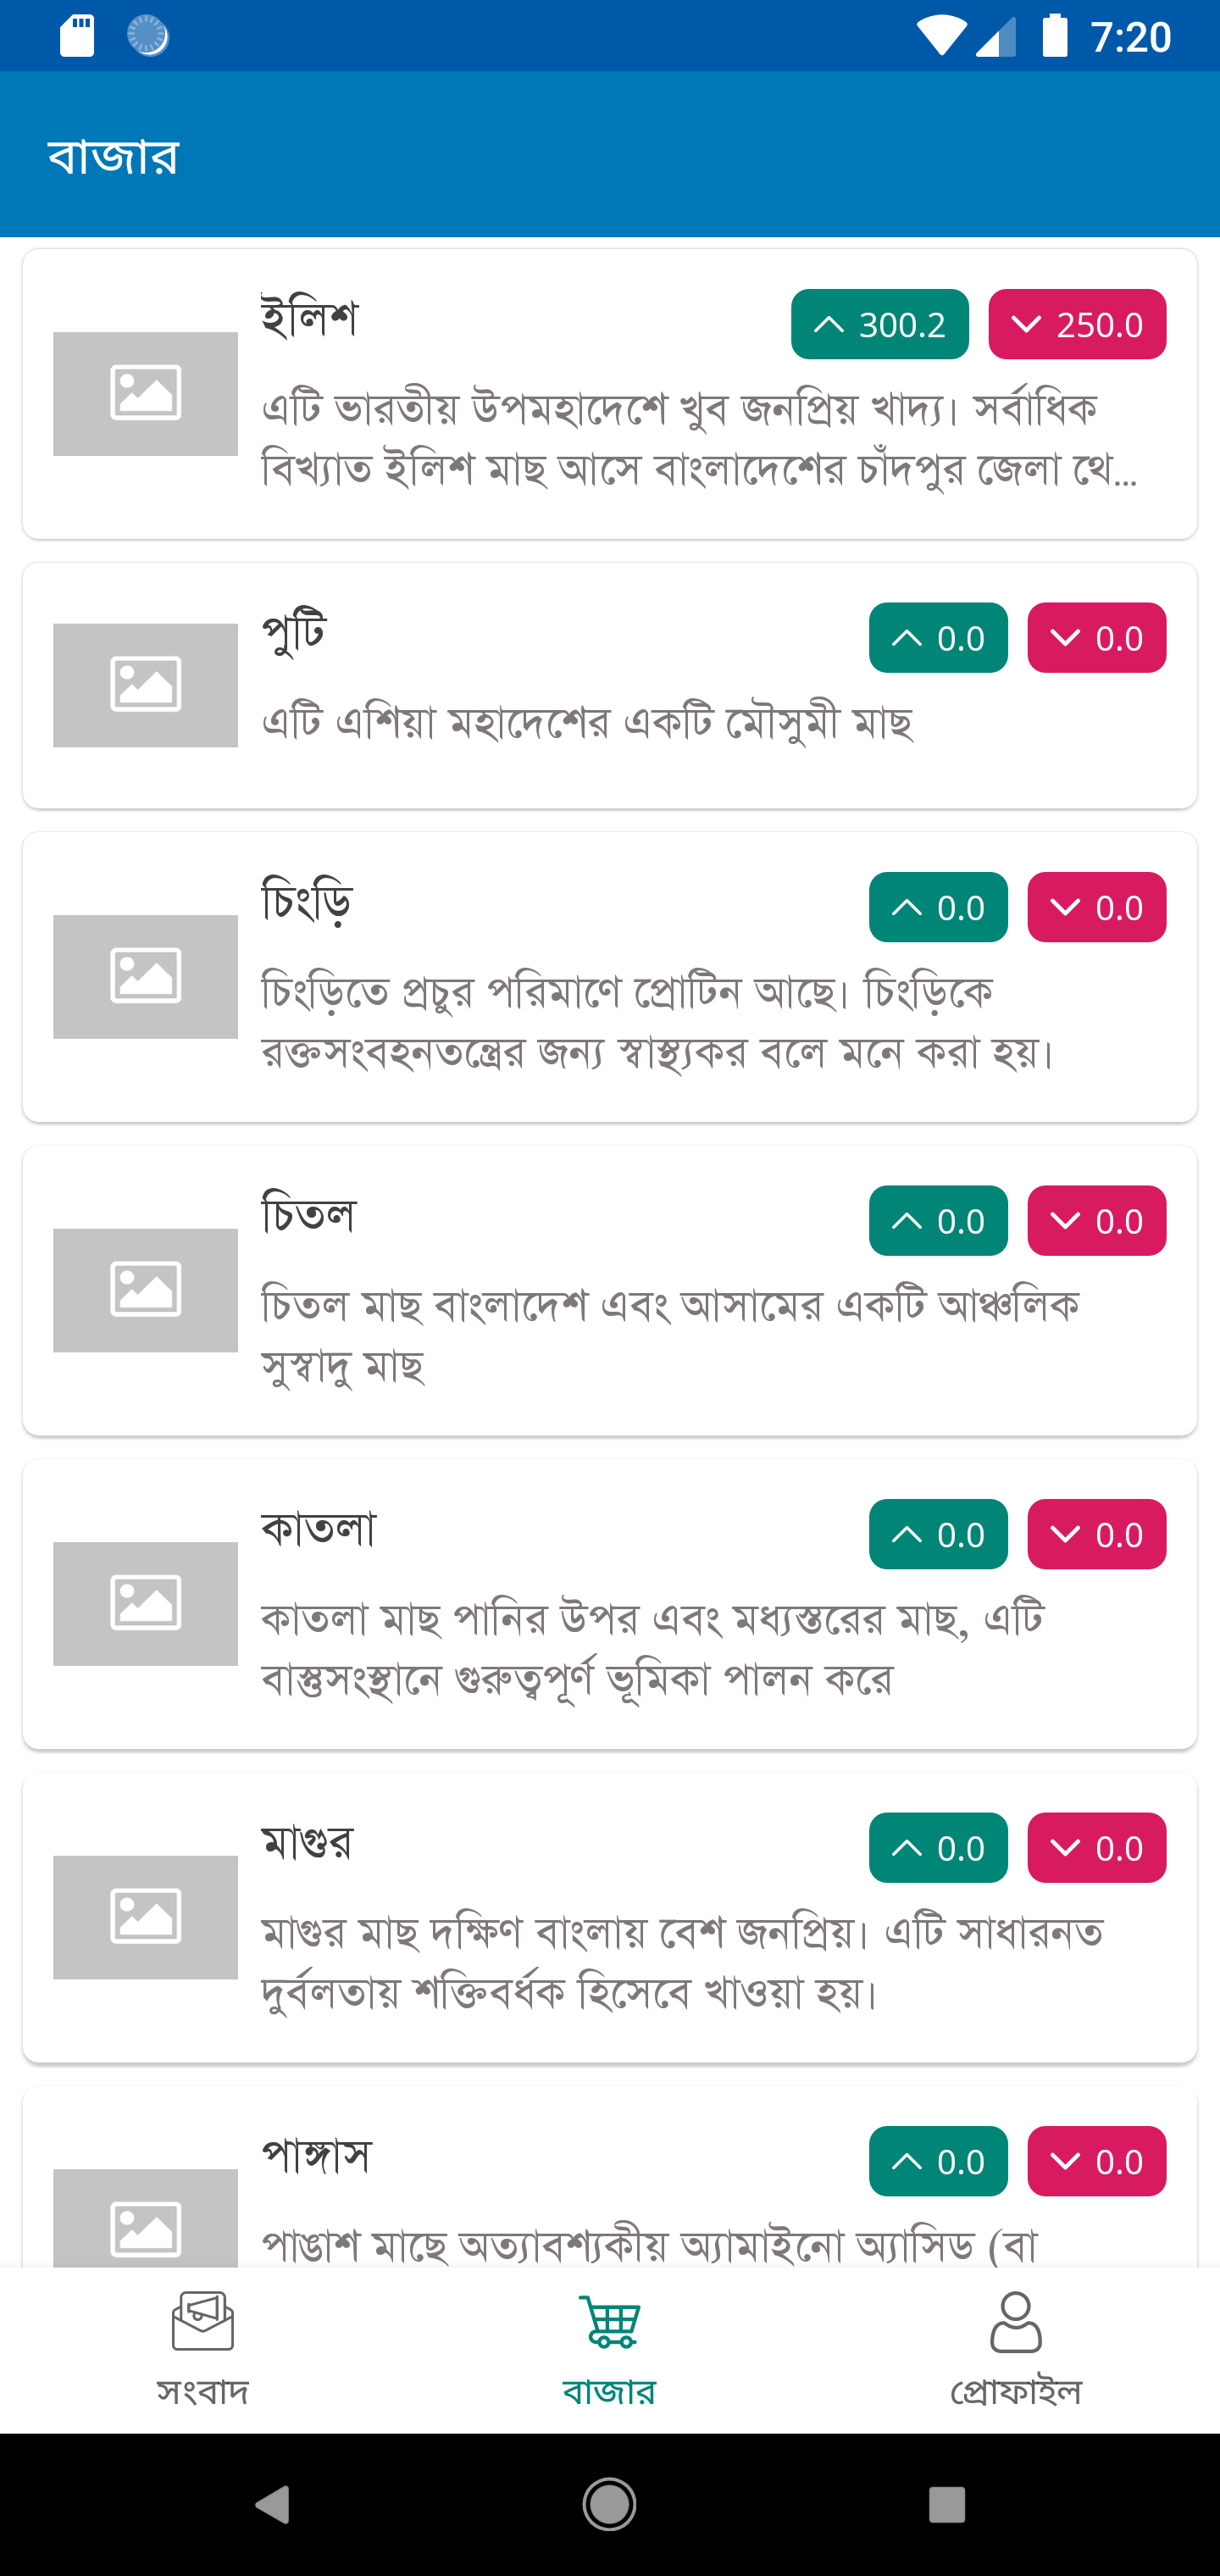 7:20
বাজার
ইলিশ
300.2
250.0
এটি ভারতীয় উপমহাদেশে খুব জনপ্রিয় খাদ্য। সর্বাধিক
বিখ্যাত ইলিশ মাছ আসে বাংলাদেশের চাঁদপুর জেলা থে...
পুটি
0.0
0.0
এটি এশিয়া মহাদেশের একটি মৌসুমী মাছ
চিংড়ি
0.0
0.0
চিংড়িতে প্রচুর পরিমাণে প্রোটিন আছে। চিংড়িকে
রক্তসংবহনতন্ত্রের জন্য স্বাস্থ্যকর বলে মনে করা হয়।
চিতল
0.0
0.0
চিতল মাছ বাংলাদেশ এবং আসামের একটি আঞ্চলিক
সুস্বাদু মাছ
কাতলা
0.0
0.0
কাতলা মাছ পানির উপর এবং মধ্যস্তরের মাছ, এটি
বাস্তুসংস্থানে গুরুত্বপূর্ণ ভূমিকা পালন করে
মাগুর
0.0
0.0
মাগুর মাছ দক্ষিণ বাংলায় বেশ জনপ্রিয়। এটি সাধারনত
দুর্বলতায় শক্তিবর্ধক হিসেবে খাওয়া হয়।
পাঙ্গাস
0.0
0.0
পাঙাশ মাছে অত্যাবশ্যকীয় অ্যামাইনো অ্যাসিড (বা
সংবাদ
বাজার
প্রোফাইল